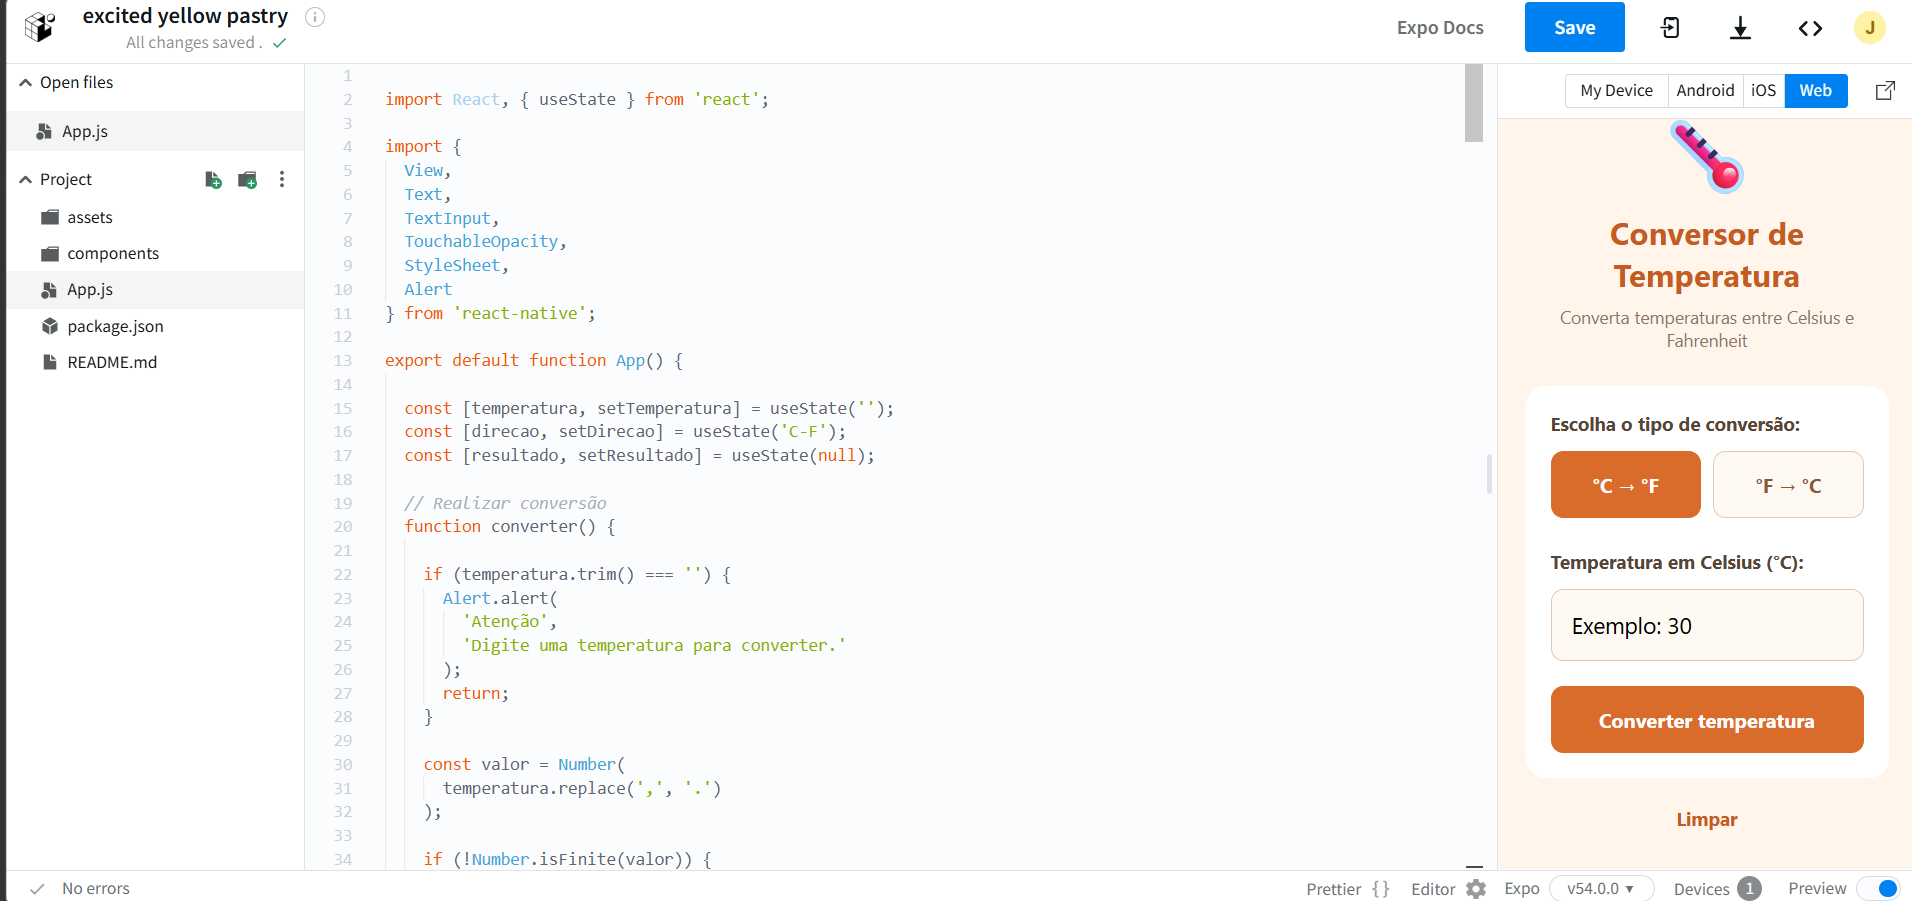 excited yellow pastry
All changes saved .
Expo Docs
Save
J
Open files
App.js
Project
assets
components
App.js
package.json
README.md
1
2 import React, { useState } from 'react';
3
4 import {
5 View,
6 Text,
7 TextInput,
8 TouchableOpacity,
9 StyleSheet,
10 Alert
11 } from 'react-native';
12
13 export default function App() {
14
15 const [temperatura, setTemperatura] = useState('');
16 const [direcao, setDirecao] = useState('C-F');
17 const [resultado, setResultado] = useState(null);
18
19 // Realizar conversão
20 function converter() {
21
22 if (temperatura.trim() === '') {
23 Alert.alert(
24 'Atenção',
25 'Digite uma temperatura para converter.'
26 );
27 return;
28 }
29
30 const valor = Number(
31 temperatura.replace(',', '.')
32 );
33
34 if (!Number.isFinite(valor)) {
My Device Android iOS Web
Conversor de
Temperatura
Converta temperaturas entre Celsius e
Fahrenheit
Escolha o tipo de conversão:
°C → °F °F → °C
Temperatura em Celsius (°C):
Exemplo: 30
Converter temperatura
Limpar
No errors
Prettier {} Editor Expo v54.0.0 ▾ Devices 1 Preview